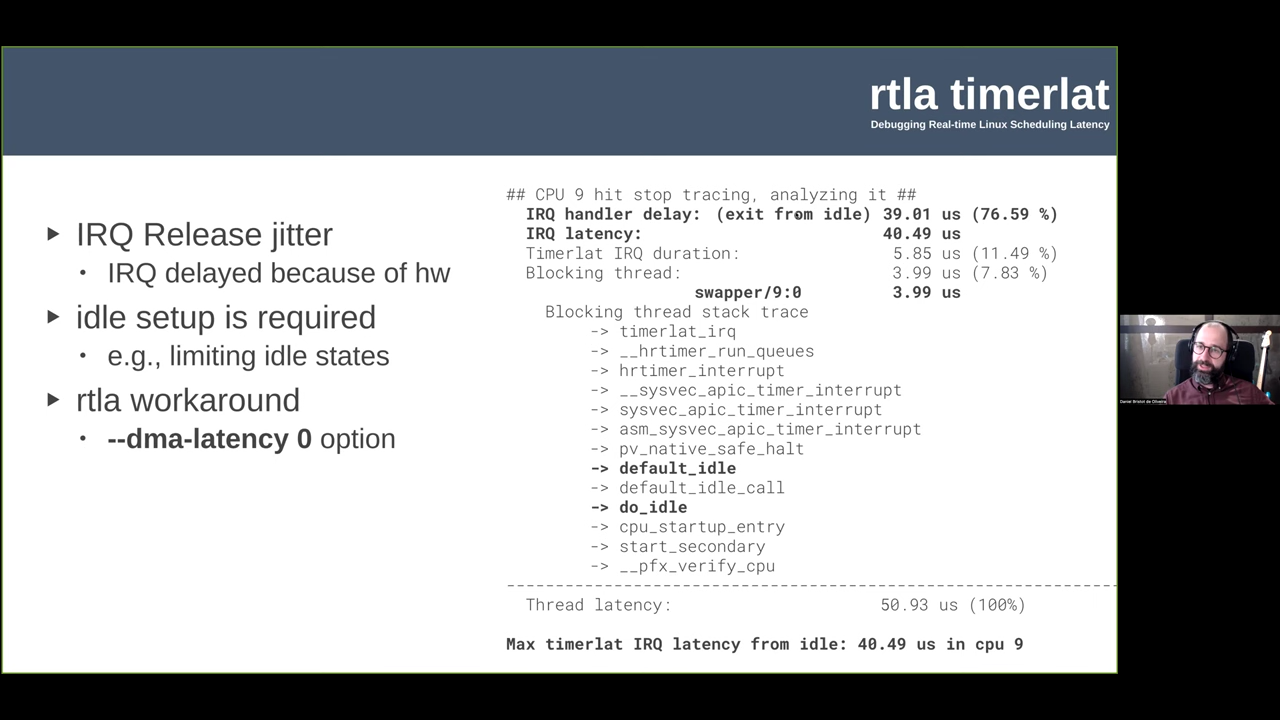 rtla timerlat
Debugging Real-time Linux Scheduling Latency
IRQ Release jitter
IRQ delayed because of hw
idle setup is required
e.g., limiting idle states
rtla workaround
--dma-latency 0 option
## CPU 9 hit stop tracing, analyzing it ##
IRQ handler delay: (exit from idle) 39.01 us (76.59 %)
IRQ latency: 40.49 us
Timerlat IRQ duration: 5.85 us (11.49 %)
Blocking thread: 3.99 us (7.83 %)
swapper/9:0 3.99 us
Blocking thread stack trace
-> timerlat_irq
-> __hrtimer_run_queues
-> hrtimer_interrupt
-> __sysvec_apic_timer_interrupt
-> sysvec_apic_timer_interrupt
-> asm_sysvec_apic_timer_interrupt
-> pv_native_safe_halt
-> default_idle
-> default_idle_call
-> do_idle
-> cpu_startup_entry
-> start_secondary
-> __pfx_verify_cpu
---------------------------------------------------------------
Thread latency: 50.93 us (100%)
Max timerlat IRQ latency from idle: 40.49 us in cpu 9
Daniel Bristot de Oliveira